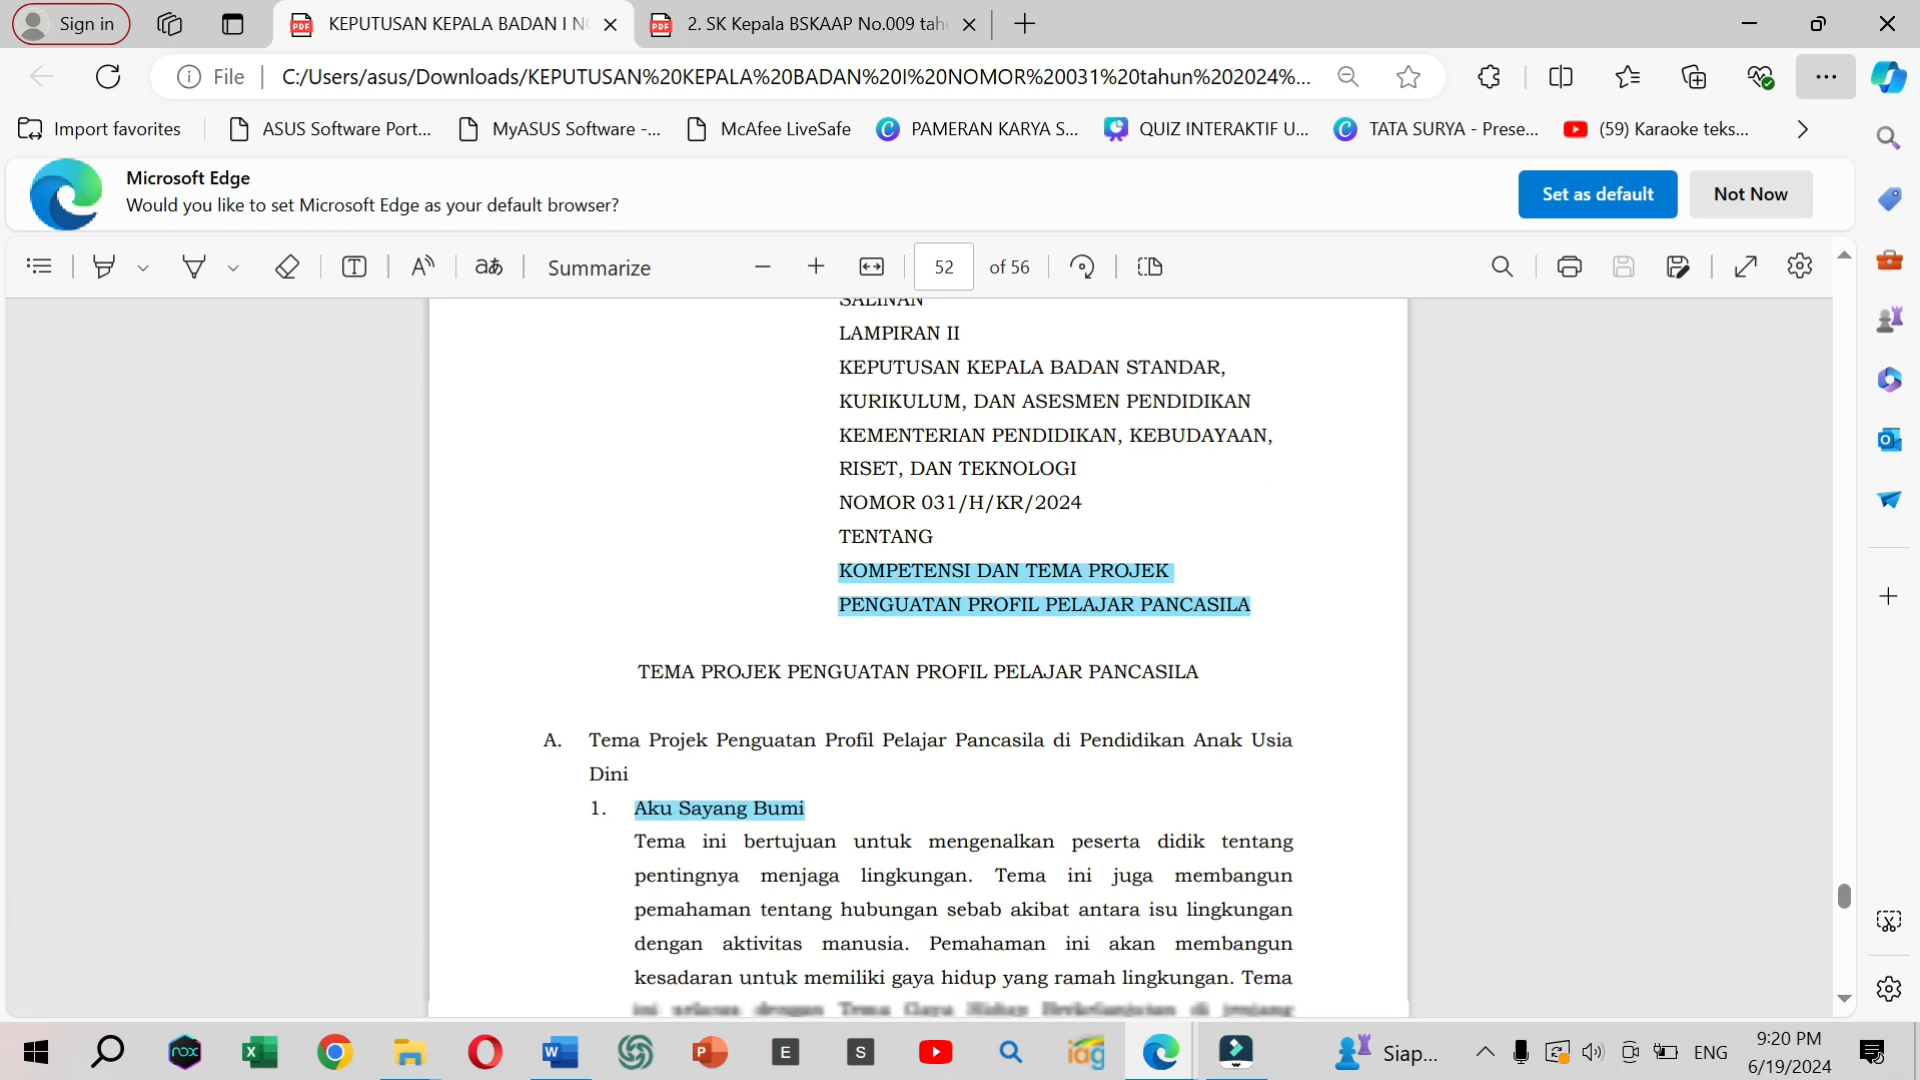 Sign in
KEPUTUSAN KEPALA BADAN I N
2. SK Kepala BSKAAP No.009 tah
File
C:/Users/asus/Downloads/KEPUTUSAN%20KEPALA%20BADAN%20I%20NOMOR%20031%20tahun%202024%...
Import favorites
ASUS Software Port...
MyASUS Software -...
McAfee LiveSafe
PAMERAN KARYA S...
QUIZ INTERAKTIF U...
TATA SURYA - Prese...
(59) Karaoke teks...
Microsoft Edge
Would you like to set Microsoft Edge as your default browser?
Set as default
Not Now
Summarize
52 of 56
SALINAN
LAMPIRAN II
KEPUTUSAN KEPALA BADAN STANDAR,
KURIKULUM, DAN ASESMEN PENDIDIKAN
KEMENTERIAN PENDIDIKAN, KEBUDAYAAN,
RISET, DAN TEKNOLOGI
NOMOR 031/H/KR/2024
TENTANG
KOMPETENSI DAN TEMA PROJEK
PENGUATAN PROFIL PELAJAR PANCASILA
TEMA PROJEK PENGUATAN PROFIL PELAJAR PANCASILA
A. Tema Projek Penguatan Profil Pelajar Pancasila di Pendidikan Anak Usia
Dini
1. Aku Sayang Bumi
Tema ini bertujuan untuk mengenalkan peserta didik tentang
pentingnya menjaga lingkungan. Tema ini juga membangun
pemahaman tentang hubungan sebab akibat antara isu lingkungan
dengan aktivitas manusia. Pemahaman ini akan membangun
kesadaran untuk memiliki gaya hidup yang ramah lingkungan. Tema
Siap...
ENG
9:20 PM
6/19/2024